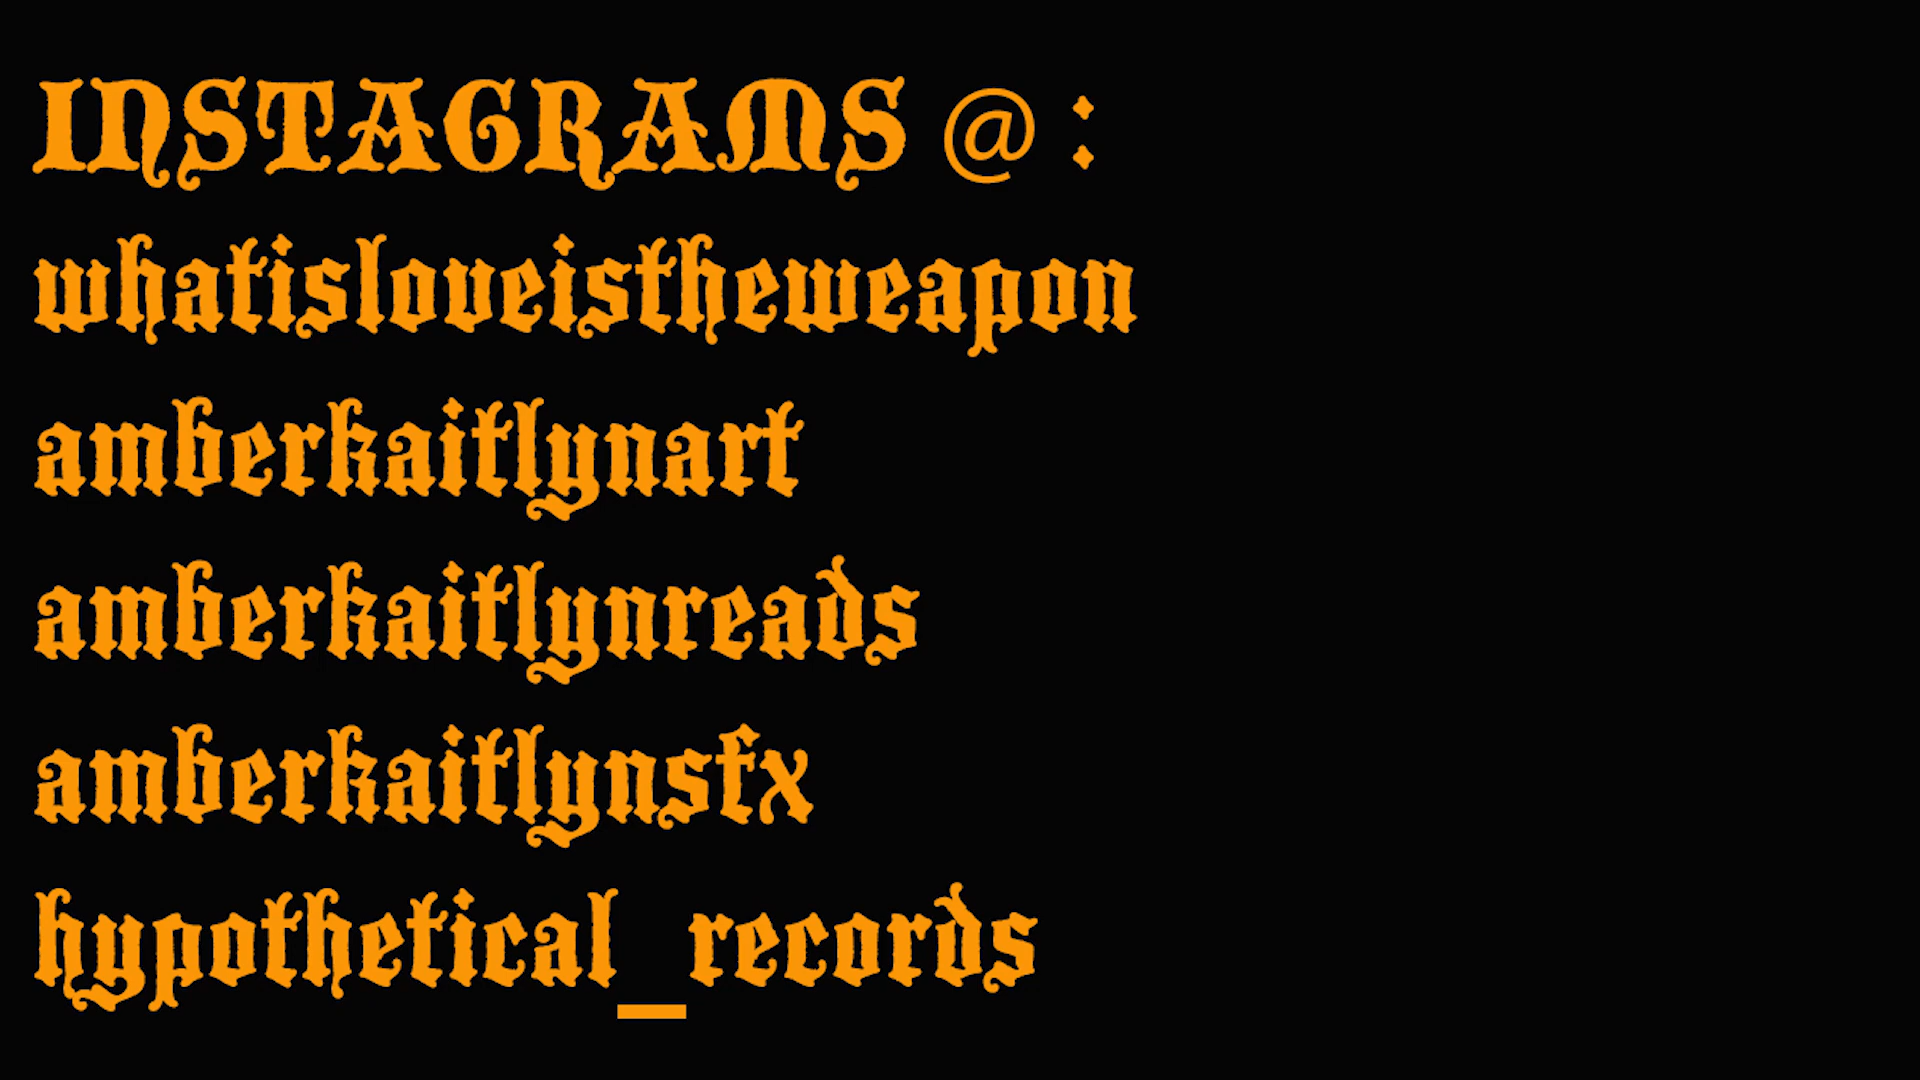 INSTAGRAMS @ :
whatisloveistheweapon
amberkaitlynart
amberkaitlynreads
amberkaitlynsfx
hypothetical_records